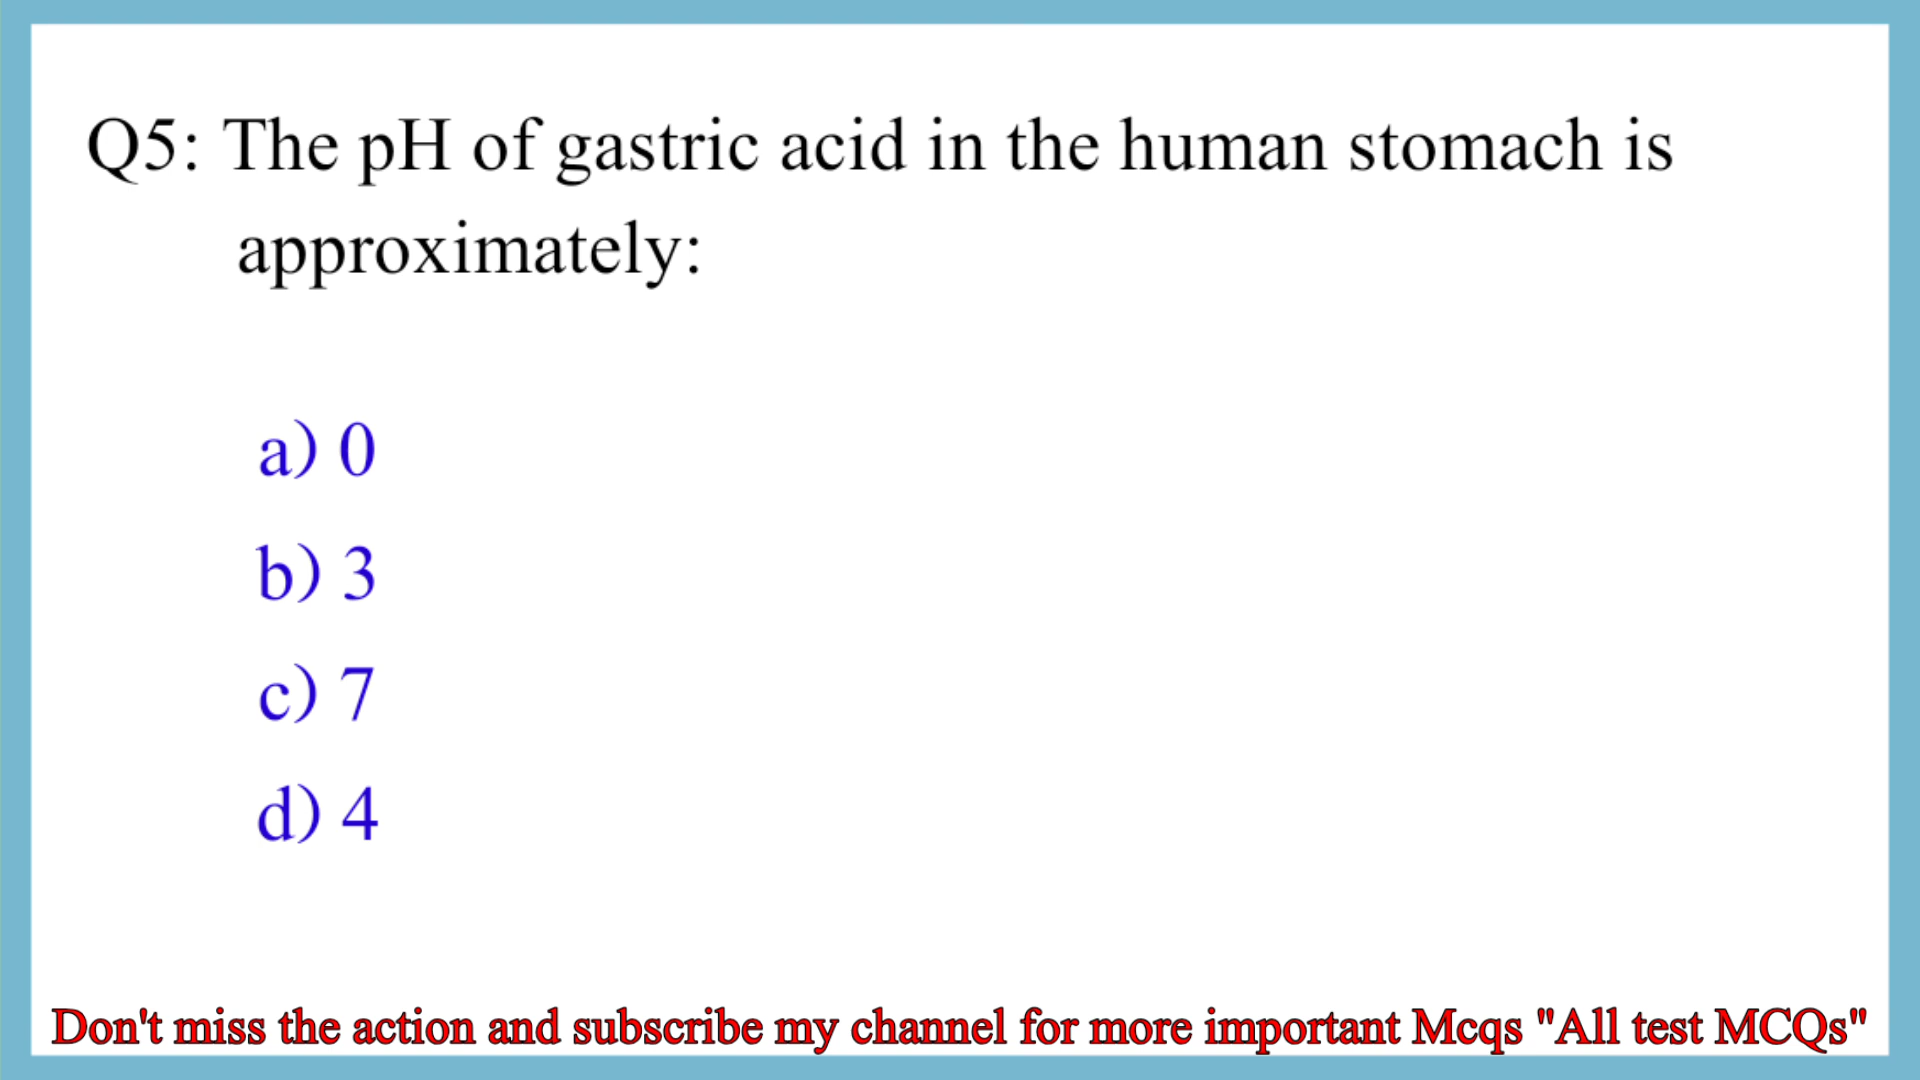 Q5: The pH of gastric acid in the human stomach is
approximately:
a) 0
b) 3
c) 7
d) 4
Don't miss the action and subscribe my channel for more important Mcqs "All test MCQs"